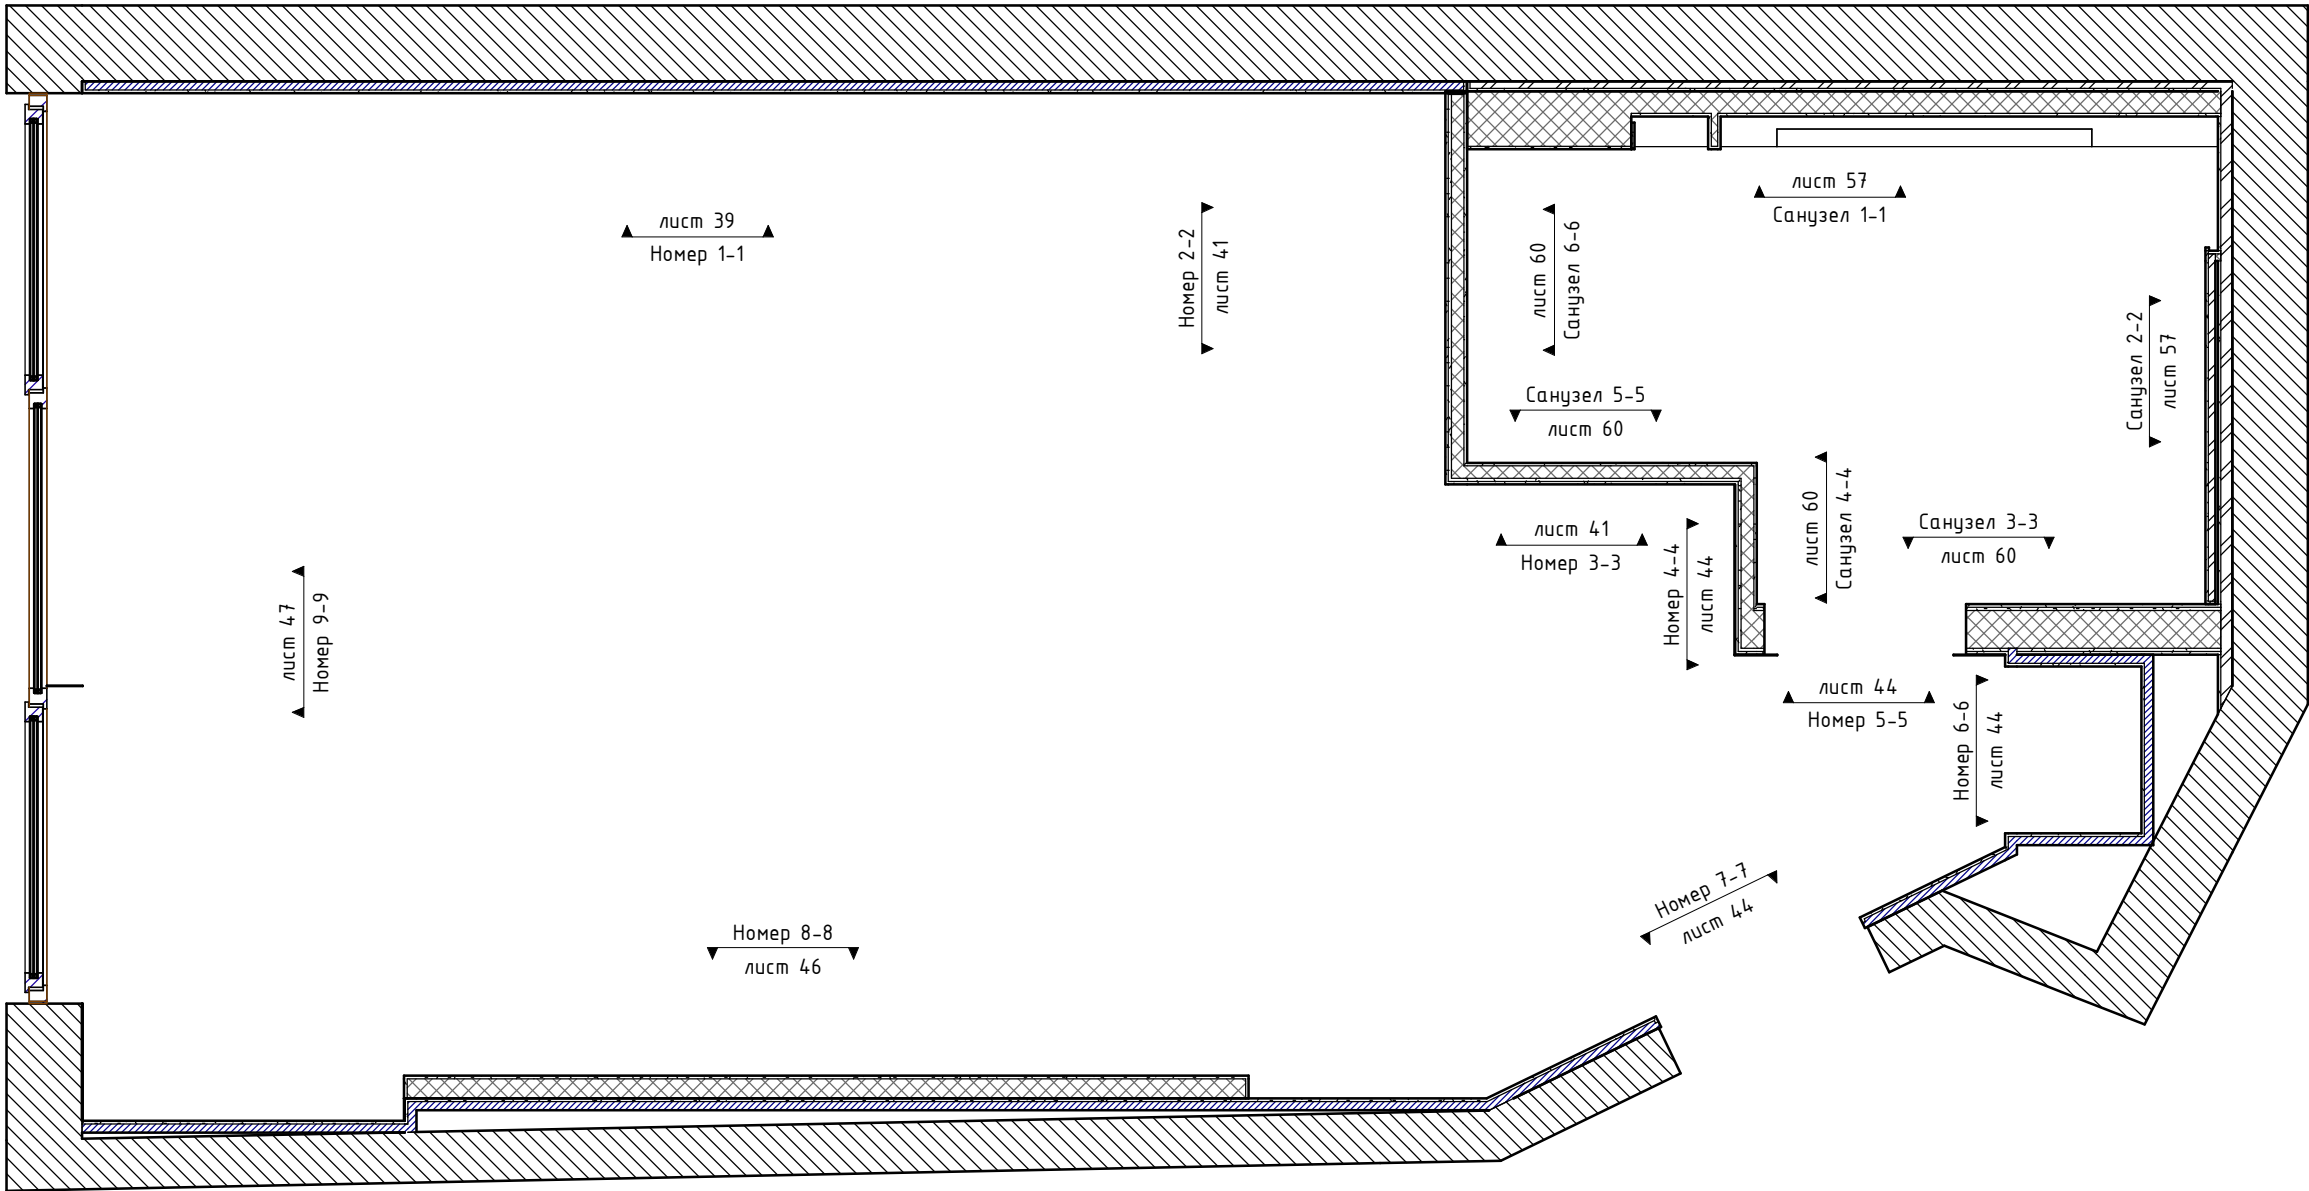 лист 57
Санузел 1-1
лист 39
Номер 1-1
Номер 2-2
лист 41
лист 60
Санузел 6-6
Санузел 2-2
лист 57
Санузел 5-5
лист 60
лист 60
Санузел 4-4
Санузел 3-3
лист 60
лист 41
Номер 3-3
Номер 4-4
лист 44
лист 47
Номер 9-9
лист 44
Номер 5-5
Номер 6-6
лист 44
Номер 7-7
лист 44
Номер 8-8
лист 46